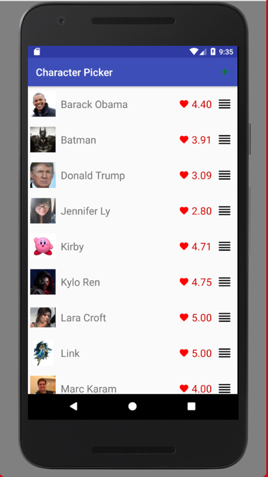 9:35
Character Picker
Barack Obama 4.40
Batman 3.91
Donald Trump 3.09
Jennifer Ly 2.80
Kirby 4.71
Kylo Ren 4.75
Lara Croft 5.00
Link 5.00
Marc Karam 4.00